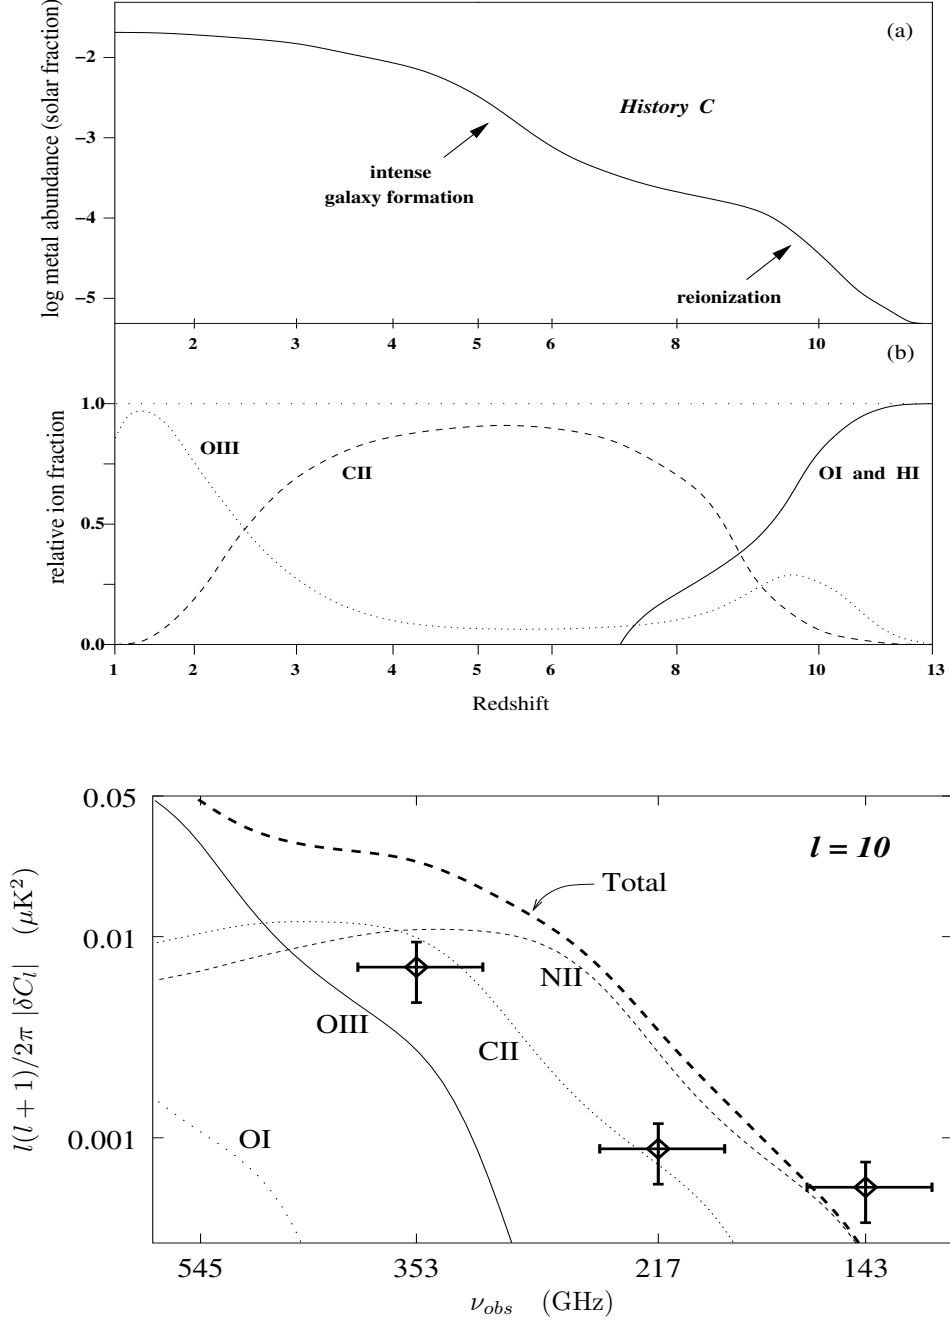 (a)
log metal abundance (solar fraction)
−2
−3
−4
−5
History C
intense
galaxy formation
reionization
2 3 4 5 6 8 10
(b)
relative ion fraction
1.0
0.5
0.0
OIII
CII
OI and HI
1 2 3 4 5 6 8 10 13
Redshift
l(l + 1)/2π |δC_l| (μK²)
0.05
0.01
0.001
l = 10
Total
NII
OIII
CII
OI
545 353 217 143
ν_obs (GHz)